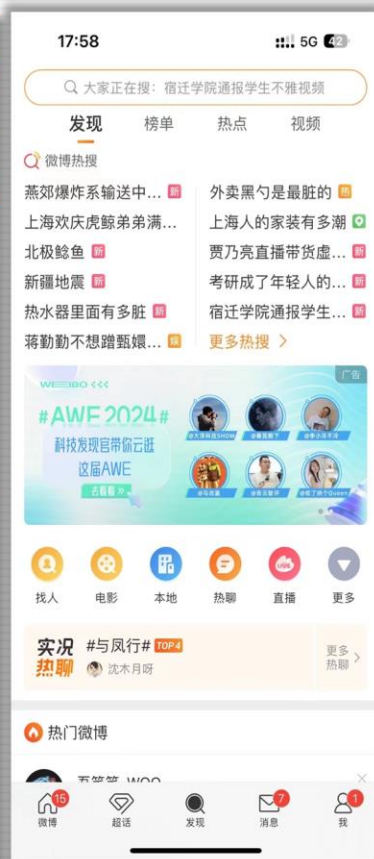 17:58
5G 42
大家正在搜：宿迁学院通报学生不雅视频
发现 榜单 热点 视频
微博热搜
燕郊爆炸系输送中... 新
外卖黑勺是最脏的 热
上海欢庆虎鲸弟弟满...
上海人的家装有多潮
北极鲶鱼 新
贾乃亮直播带货虚... 新
新疆地震 新
考研成了年轻人的... 新
热水器里面有多脏 新
宿迁学院通报学生... 新
蒋勤勤不想蹭甄嬛... 娱
更多热搜 >
广告
WEIBO <<<
#AWE 2024#
科技发现官带你云逛
这届AWE
去看看 >>
找人 电影 本地 热聊 直播 更多
实况
热聊
#与凤行# TOP4
沈木月呀
更多
热聊 >
热门微博
15 7 1
微博 超话 发现 消息 我